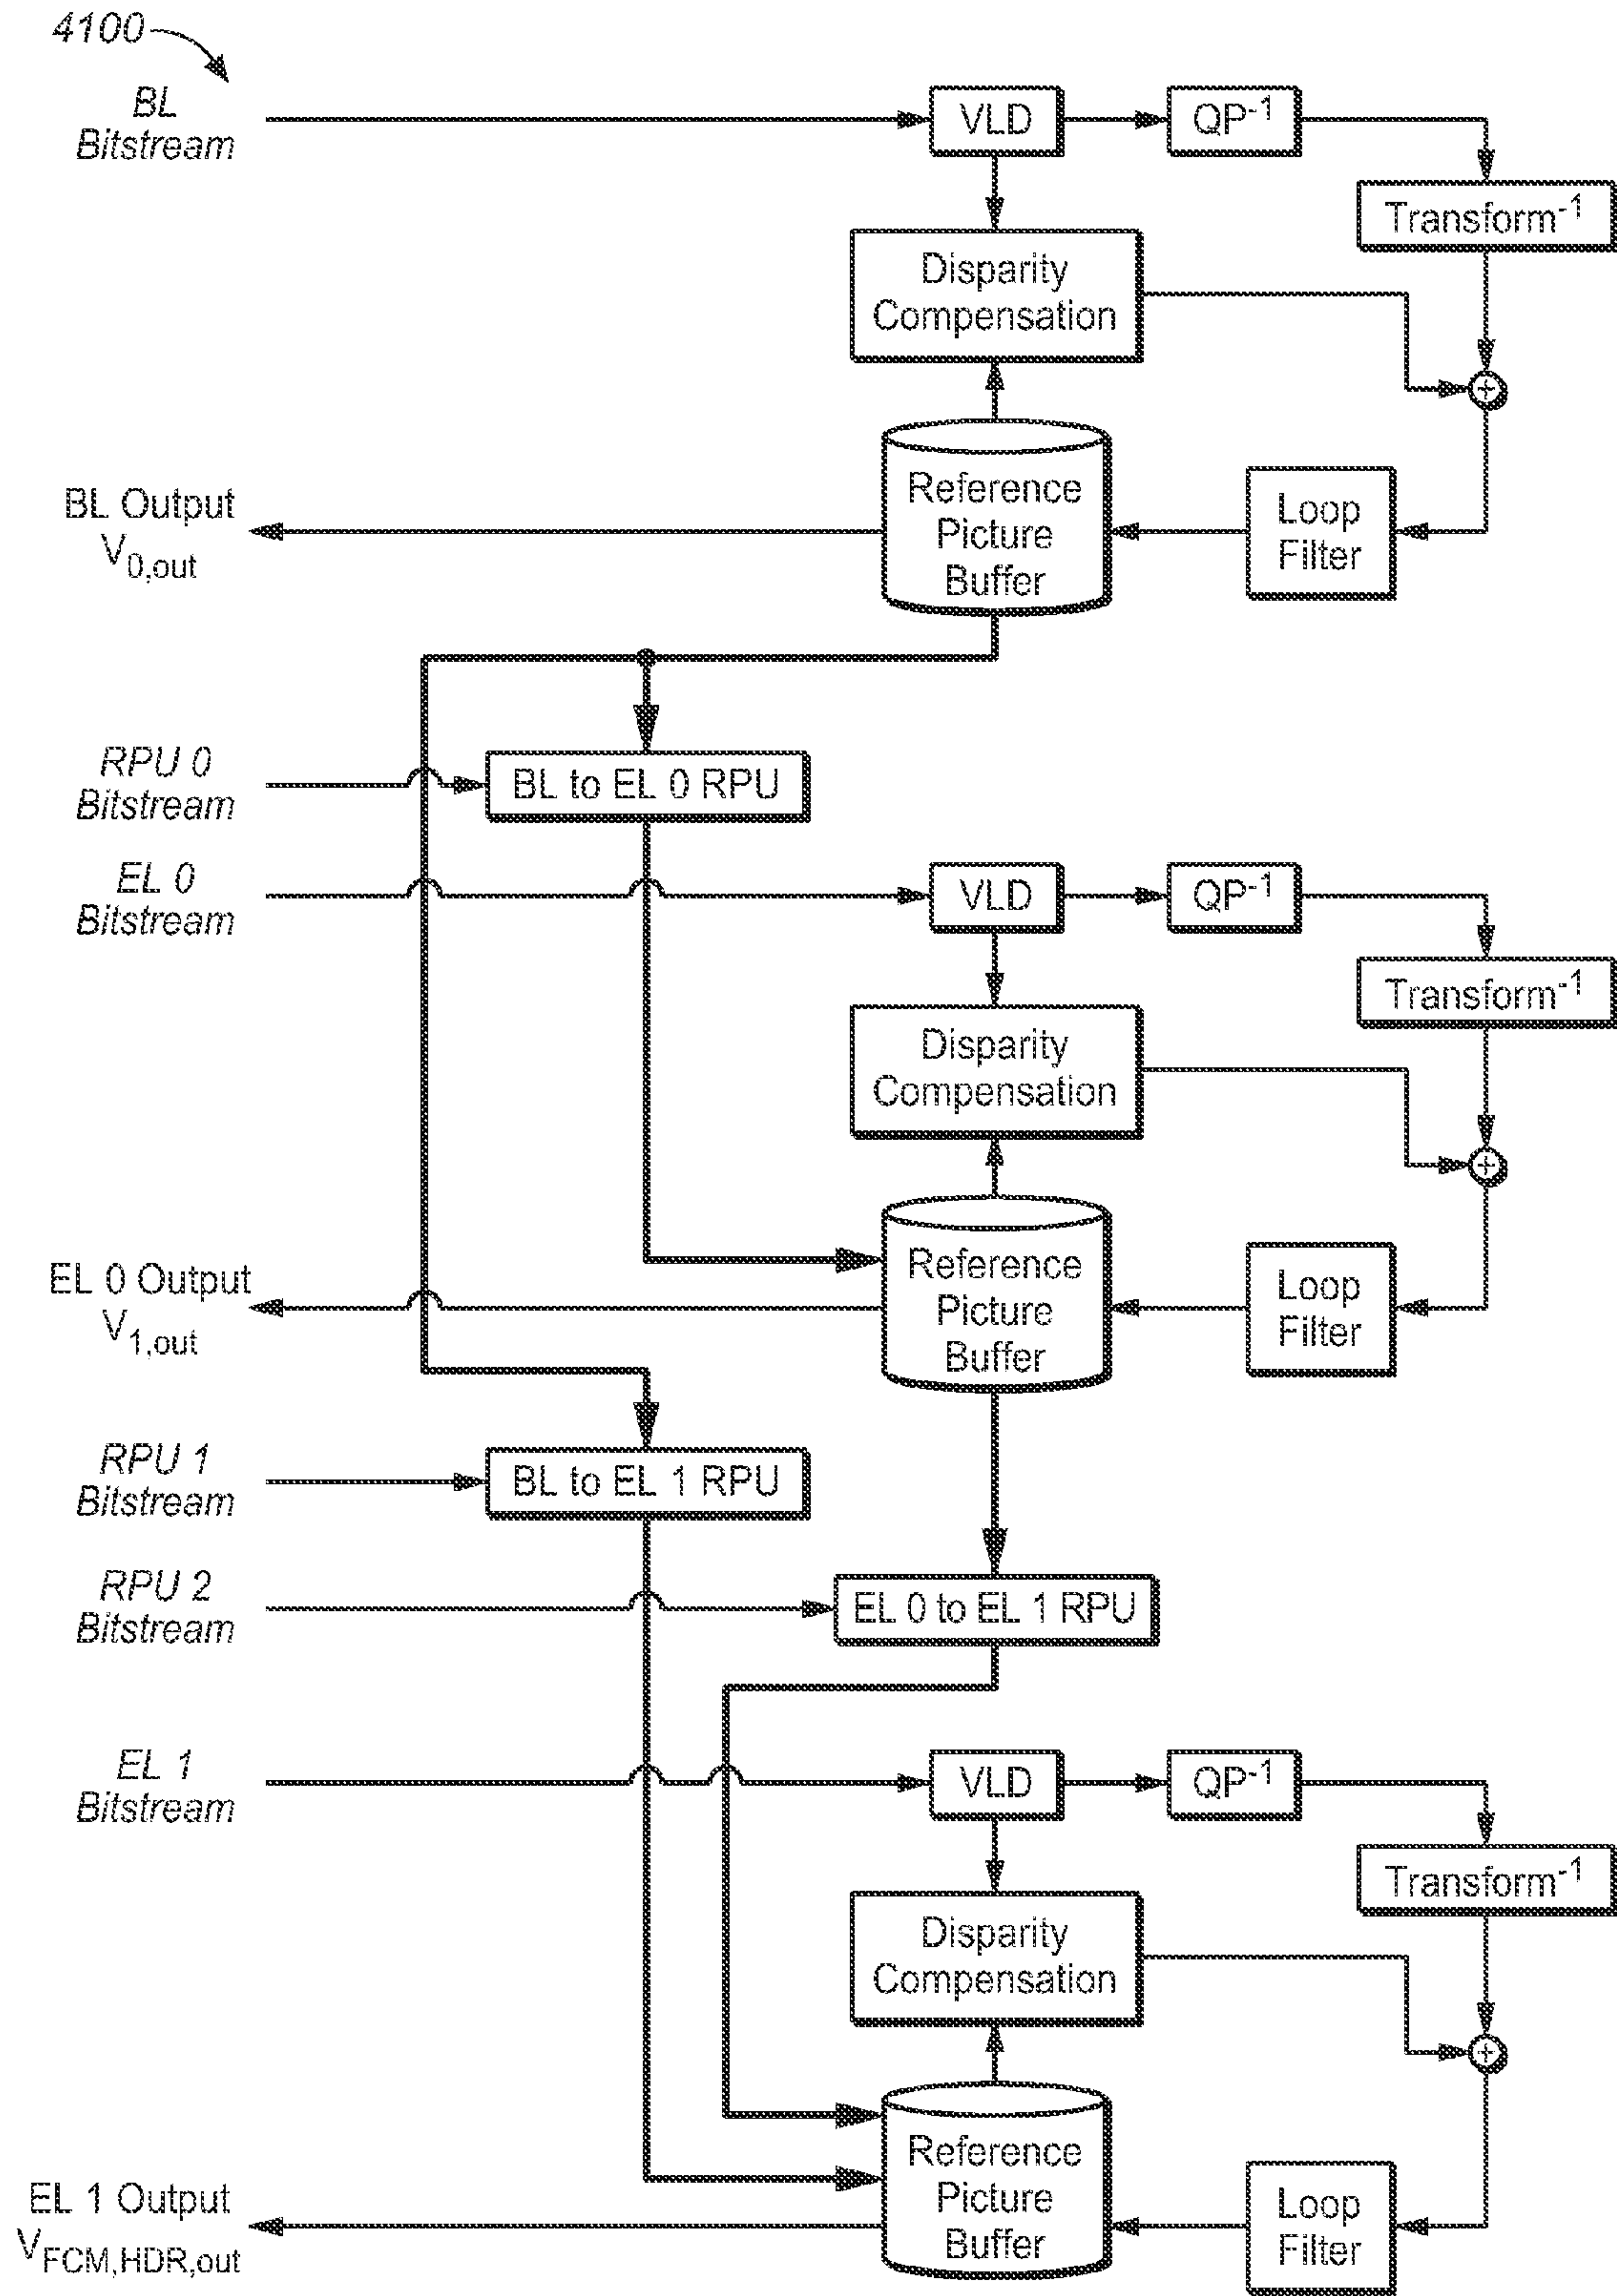 4100
BL
Bitstream
VLD
QP-1
Transform-1
Disparity
Compensation
+
BL Output
V0,out
Reference
Picture
Buffer
Loop
Filter
RPU 0
Bitstream
BL to EL 0 RPU
EL 0
Bitstream
VLD
QP-1
Transform-1
Disparity
Compensation
+
EL 0 Output
V1,out
Reference
Picture
Buffer
Loop
Filter
RPU 1
Bitstream
BL to EL 1 RPU
RPU 2
Bitstream
EL 0 to EL 1 RPU
EL 1
Bitstream
VLD
QP-1
Transform-1
Disparity
Compensation
+
EL 1 Output
VFCM,HDR,out
Reference
Picture
Buffer
Loop
Filter